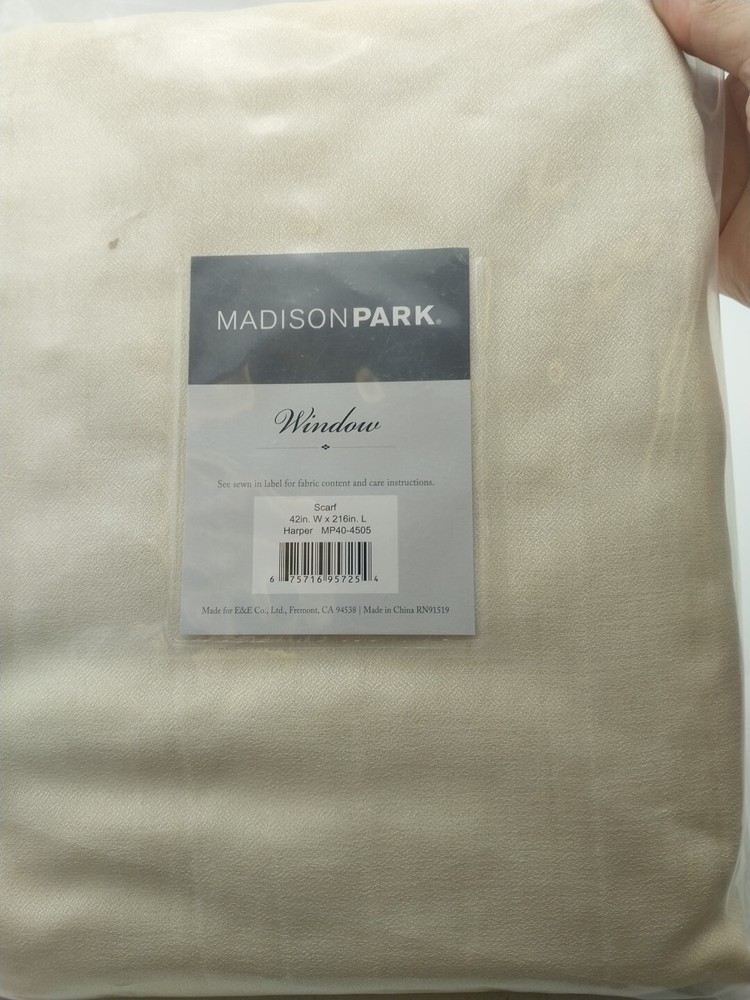 MADISONPARK®
Window
See sewn in label for fabric content and care instructions.
Scarf
42in. W x 216in. L
Harper MP40-4505
6 75716 95725 4
Made for E&E Co., Ltd., Fremont, CA 94538 | Made in China RN91519